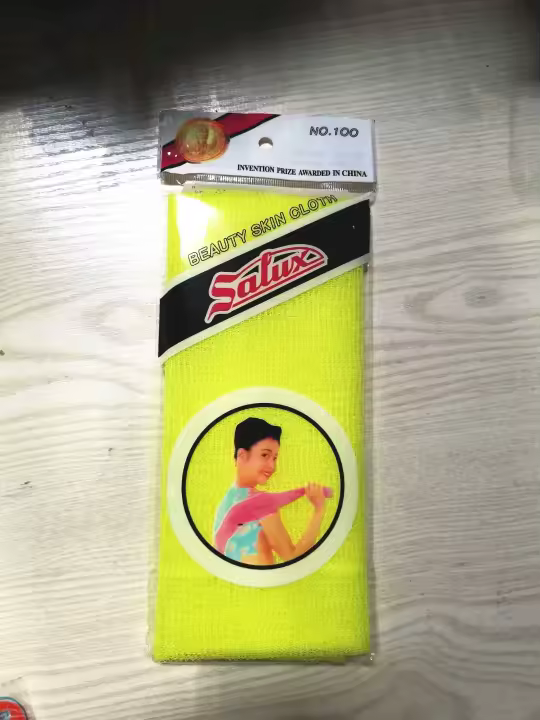 NO.100
INVENTION PRIZE AWARDED IN CHINA
BEAUTY SKIN CLOTH
Salux